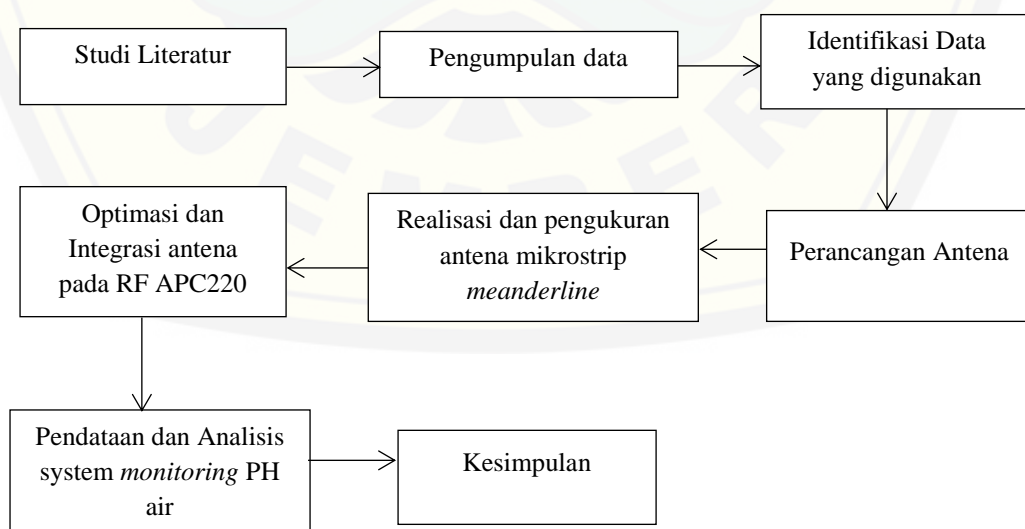 Studi Literatur
Pengumpulan data
Identifikasi Data
yang digunakan
Perancangan Antena
Realisasi dan pengukuran
antena mikrostrip
meanderline
Optimasi dan
Integrasi antena
pada RF APC220
Pendataan dan Analisis
system monitoring PH
air
Kesimpulan
JEMBER